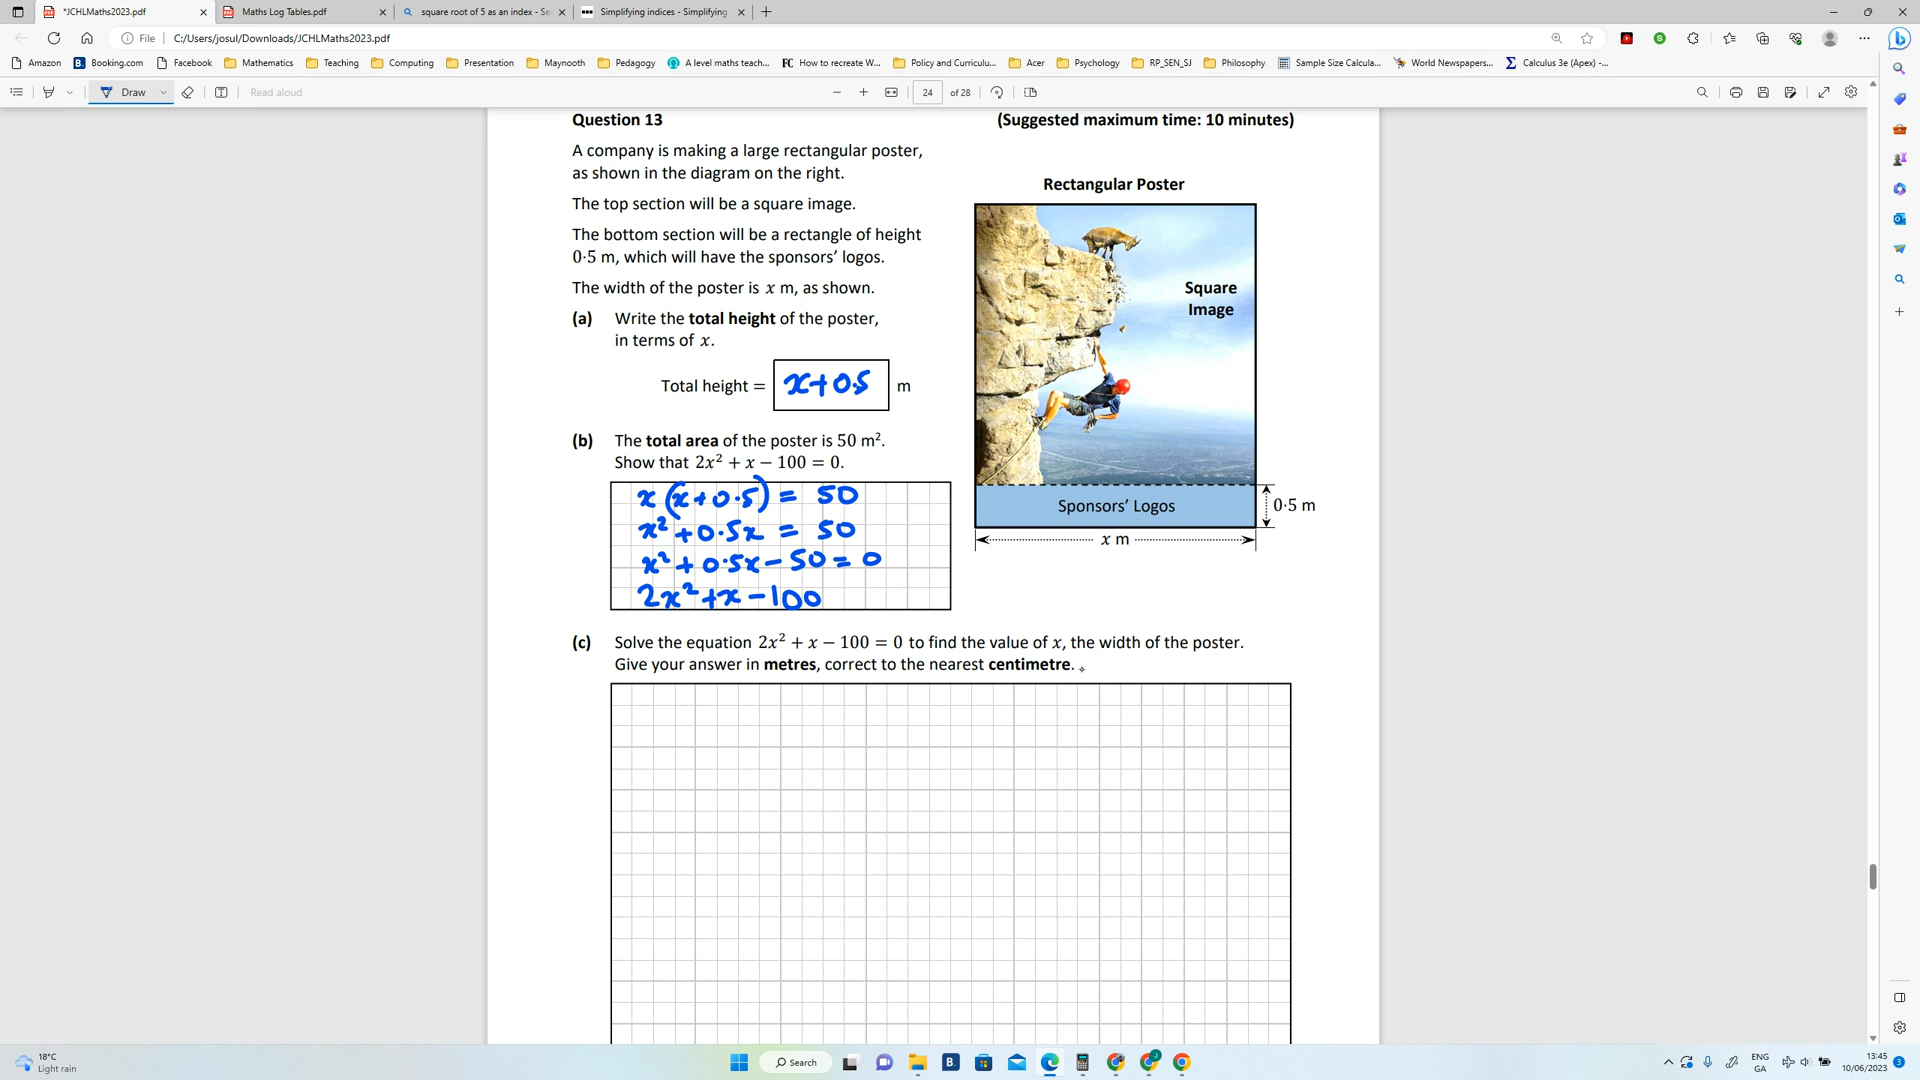 *JCHLMaths2023.pdf
Maths Log Tables.pdf
square root of 5 as an index - Se
Simplifying indices - Simplifying
File
C:/Users/josul/Downloads/JCHLMaths2023.pdf
Amazon
Booking.com
Facebook
Mathematics
Teaching
Computing
Presentation
Maynooth
Pedagogy
A level maths teach...
FC How to recreate W...
Policy and Curriculu...
Acer
Psychology
RP_SEN_SJ
Philosophy
Sample Size Calcula...
World Newspapers...
Calculus 3e (Apex) -...
Draw
Read aloud
24
of 28
Question 13
(Suggested maximum time: 10 minutes)
A company is making a large rectangular poster,
as shown in the diagram on the right.
The top section will be a square image.
The bottom section will be a rectangle of height
0·5 m, which will have the sponsors’ logos.
The width of the poster is x m, as shown.
(a) Write the total height of the poster,
in terms of x.
Total height = x+0.5 m
(b) The total area of the poster is 50 m².
Show that 2x² + x − 100 = 0.
x(x+0.5) = 50
x² +0.5x = 50
x² + 0.5x − 50 = 0
2x² +x −100
Rectangular Poster
Square
Image
Sponsors’ Logos
0·5 m
x m
(c) Solve the equation 2x² + x − 100 = 0 to find the value of x, the width of the poster.
Give your answer in metres, correct to the nearest centimetre.
18°C
Light rain
Search
ENG
GA
13:45
10/06/2023
3